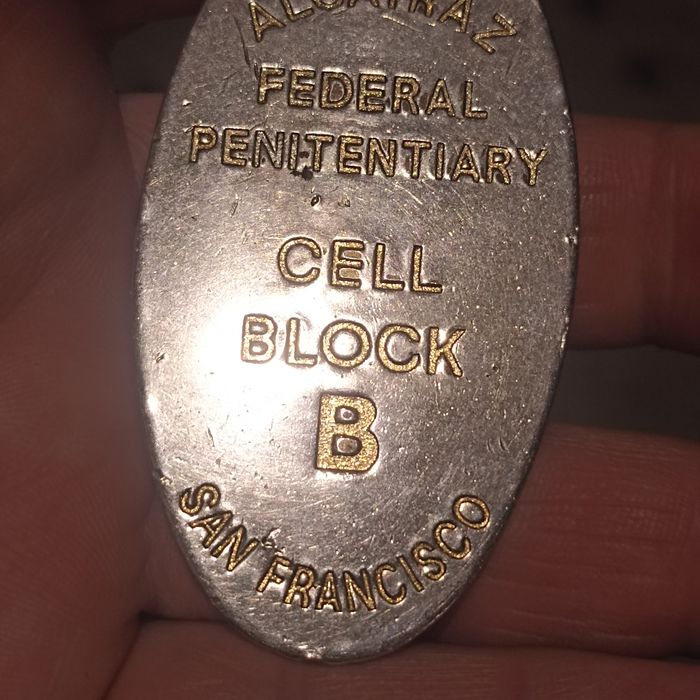 ALCATRAZ
FEDERAL
PENITENTIARY
CELL
BLOCK
B
SAN FRANCISCO